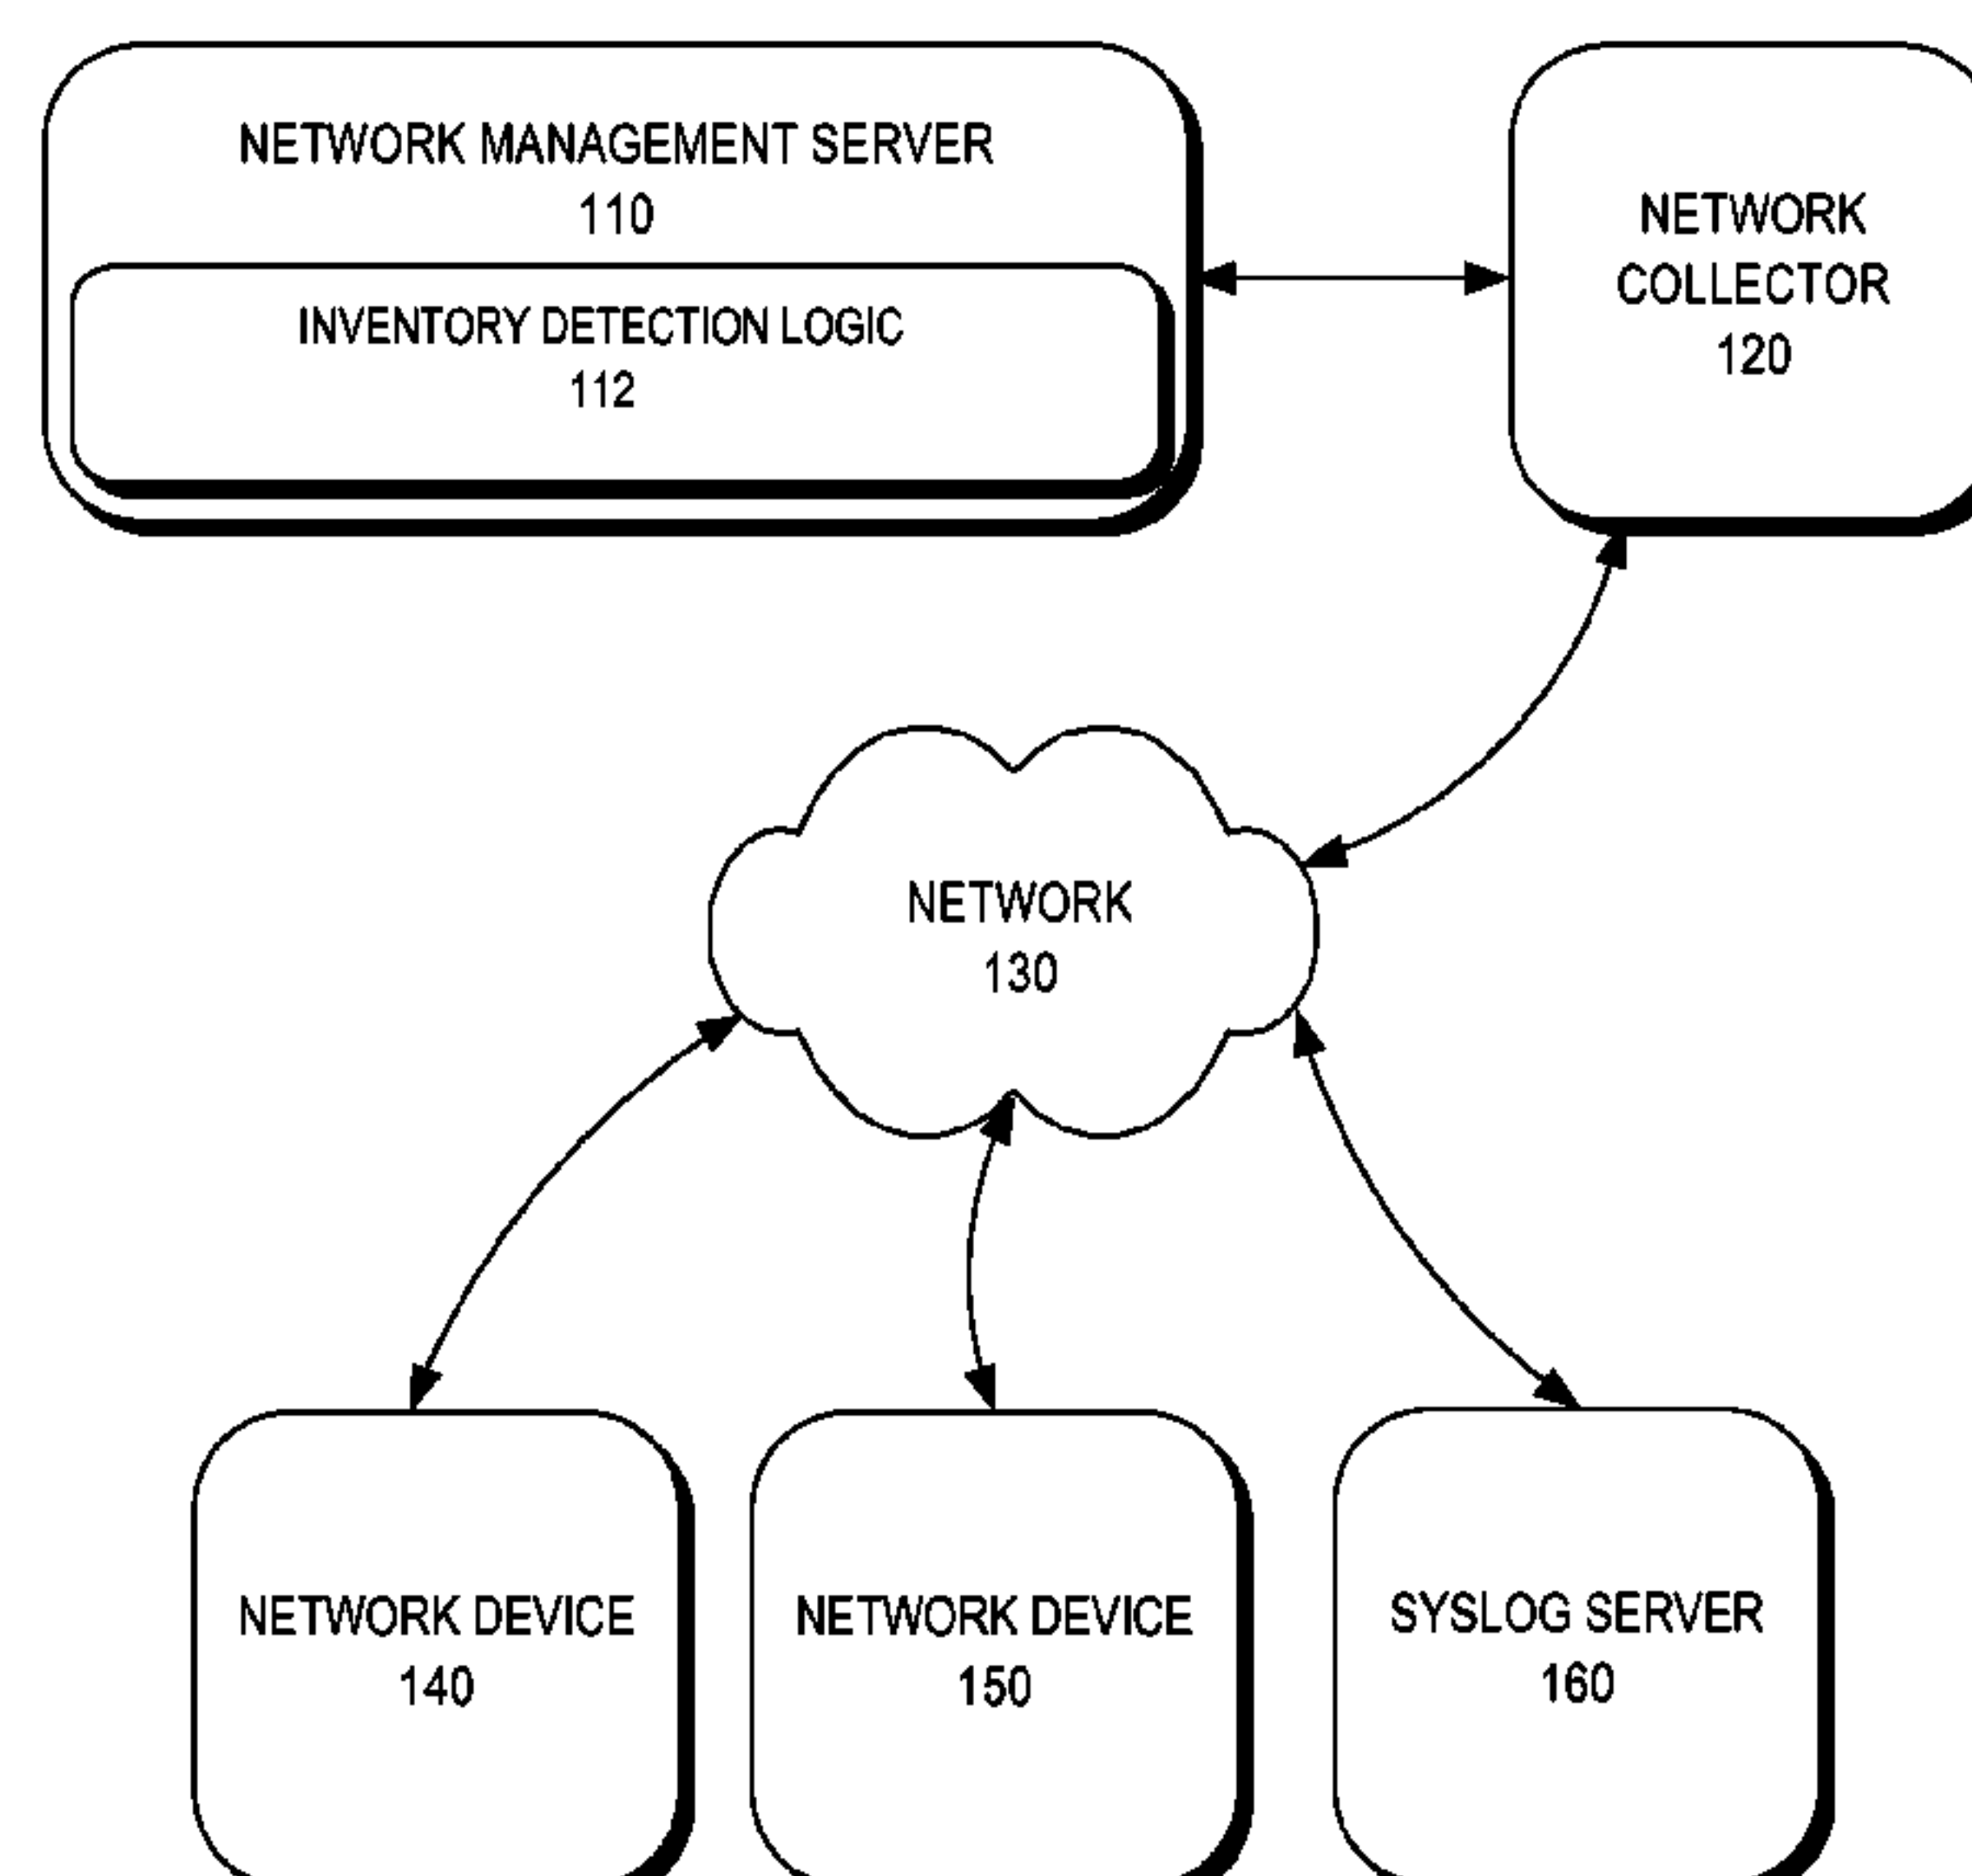 NETWORK MANAGEMENT SERVER
110
INVENTORY DETECTION LOGIC
112
NETWORK
COLLECTOR
120
NETWORK
130
NETWORK DEVICE
140
NETWORK DEVICE
150
SYSLOG SERVER
160